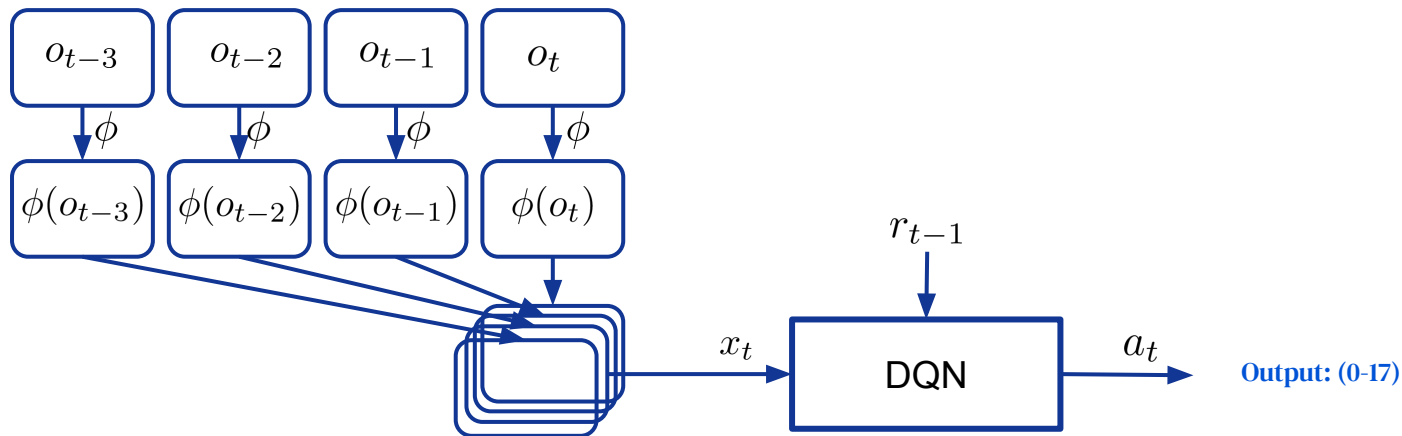 o_{t−3} o_{t−2} o_{t−1} o_t
ϕ ϕ ϕ ϕ
ϕ(o_{t−3}) ϕ(o_{t−2}) ϕ(o_{t−1}) ϕ(o_t)
r_{t−1}
x_t DQN a_t Output: (0-17)